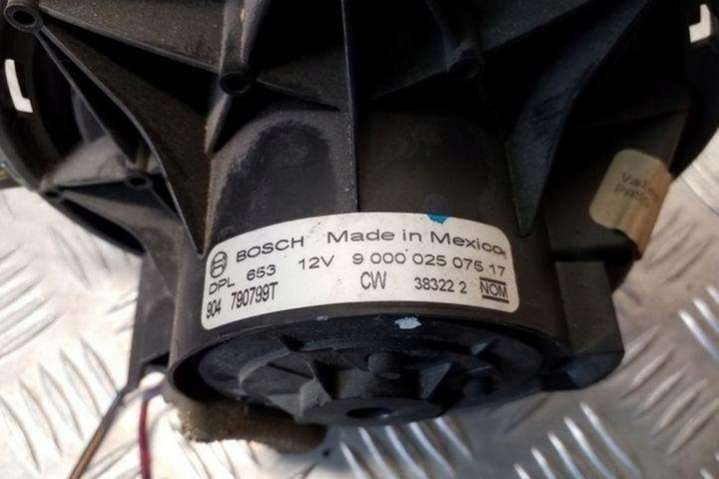 BOSCH Made in Mexico
DPL 653 12V 9 000 025 075 17
904 790799T CW 38322 2 NOM